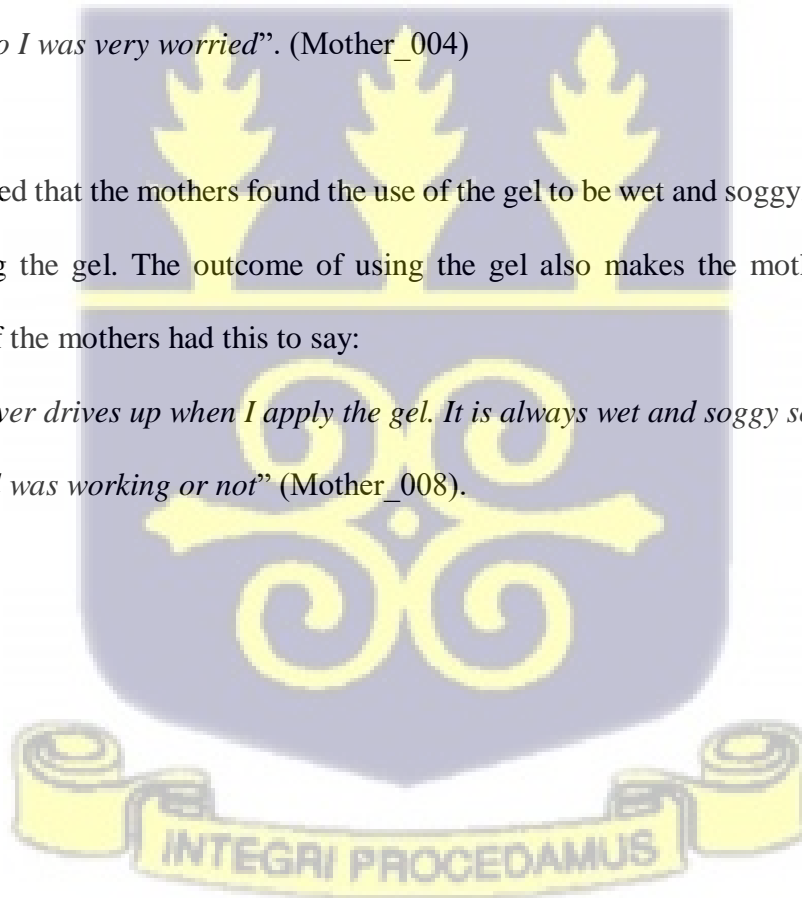 o I was very worried”. (Mother_004)
ed that the mothers found the use of the gel to be wet and soggy
g the gel. The outcome of using the gel also makes the moth
f the mothers had this to say:
ver drives up when I apply the gel. It is always wet and soggy so
l was working or not” (Mother_008).
INTEGRI PROCEDAMUS